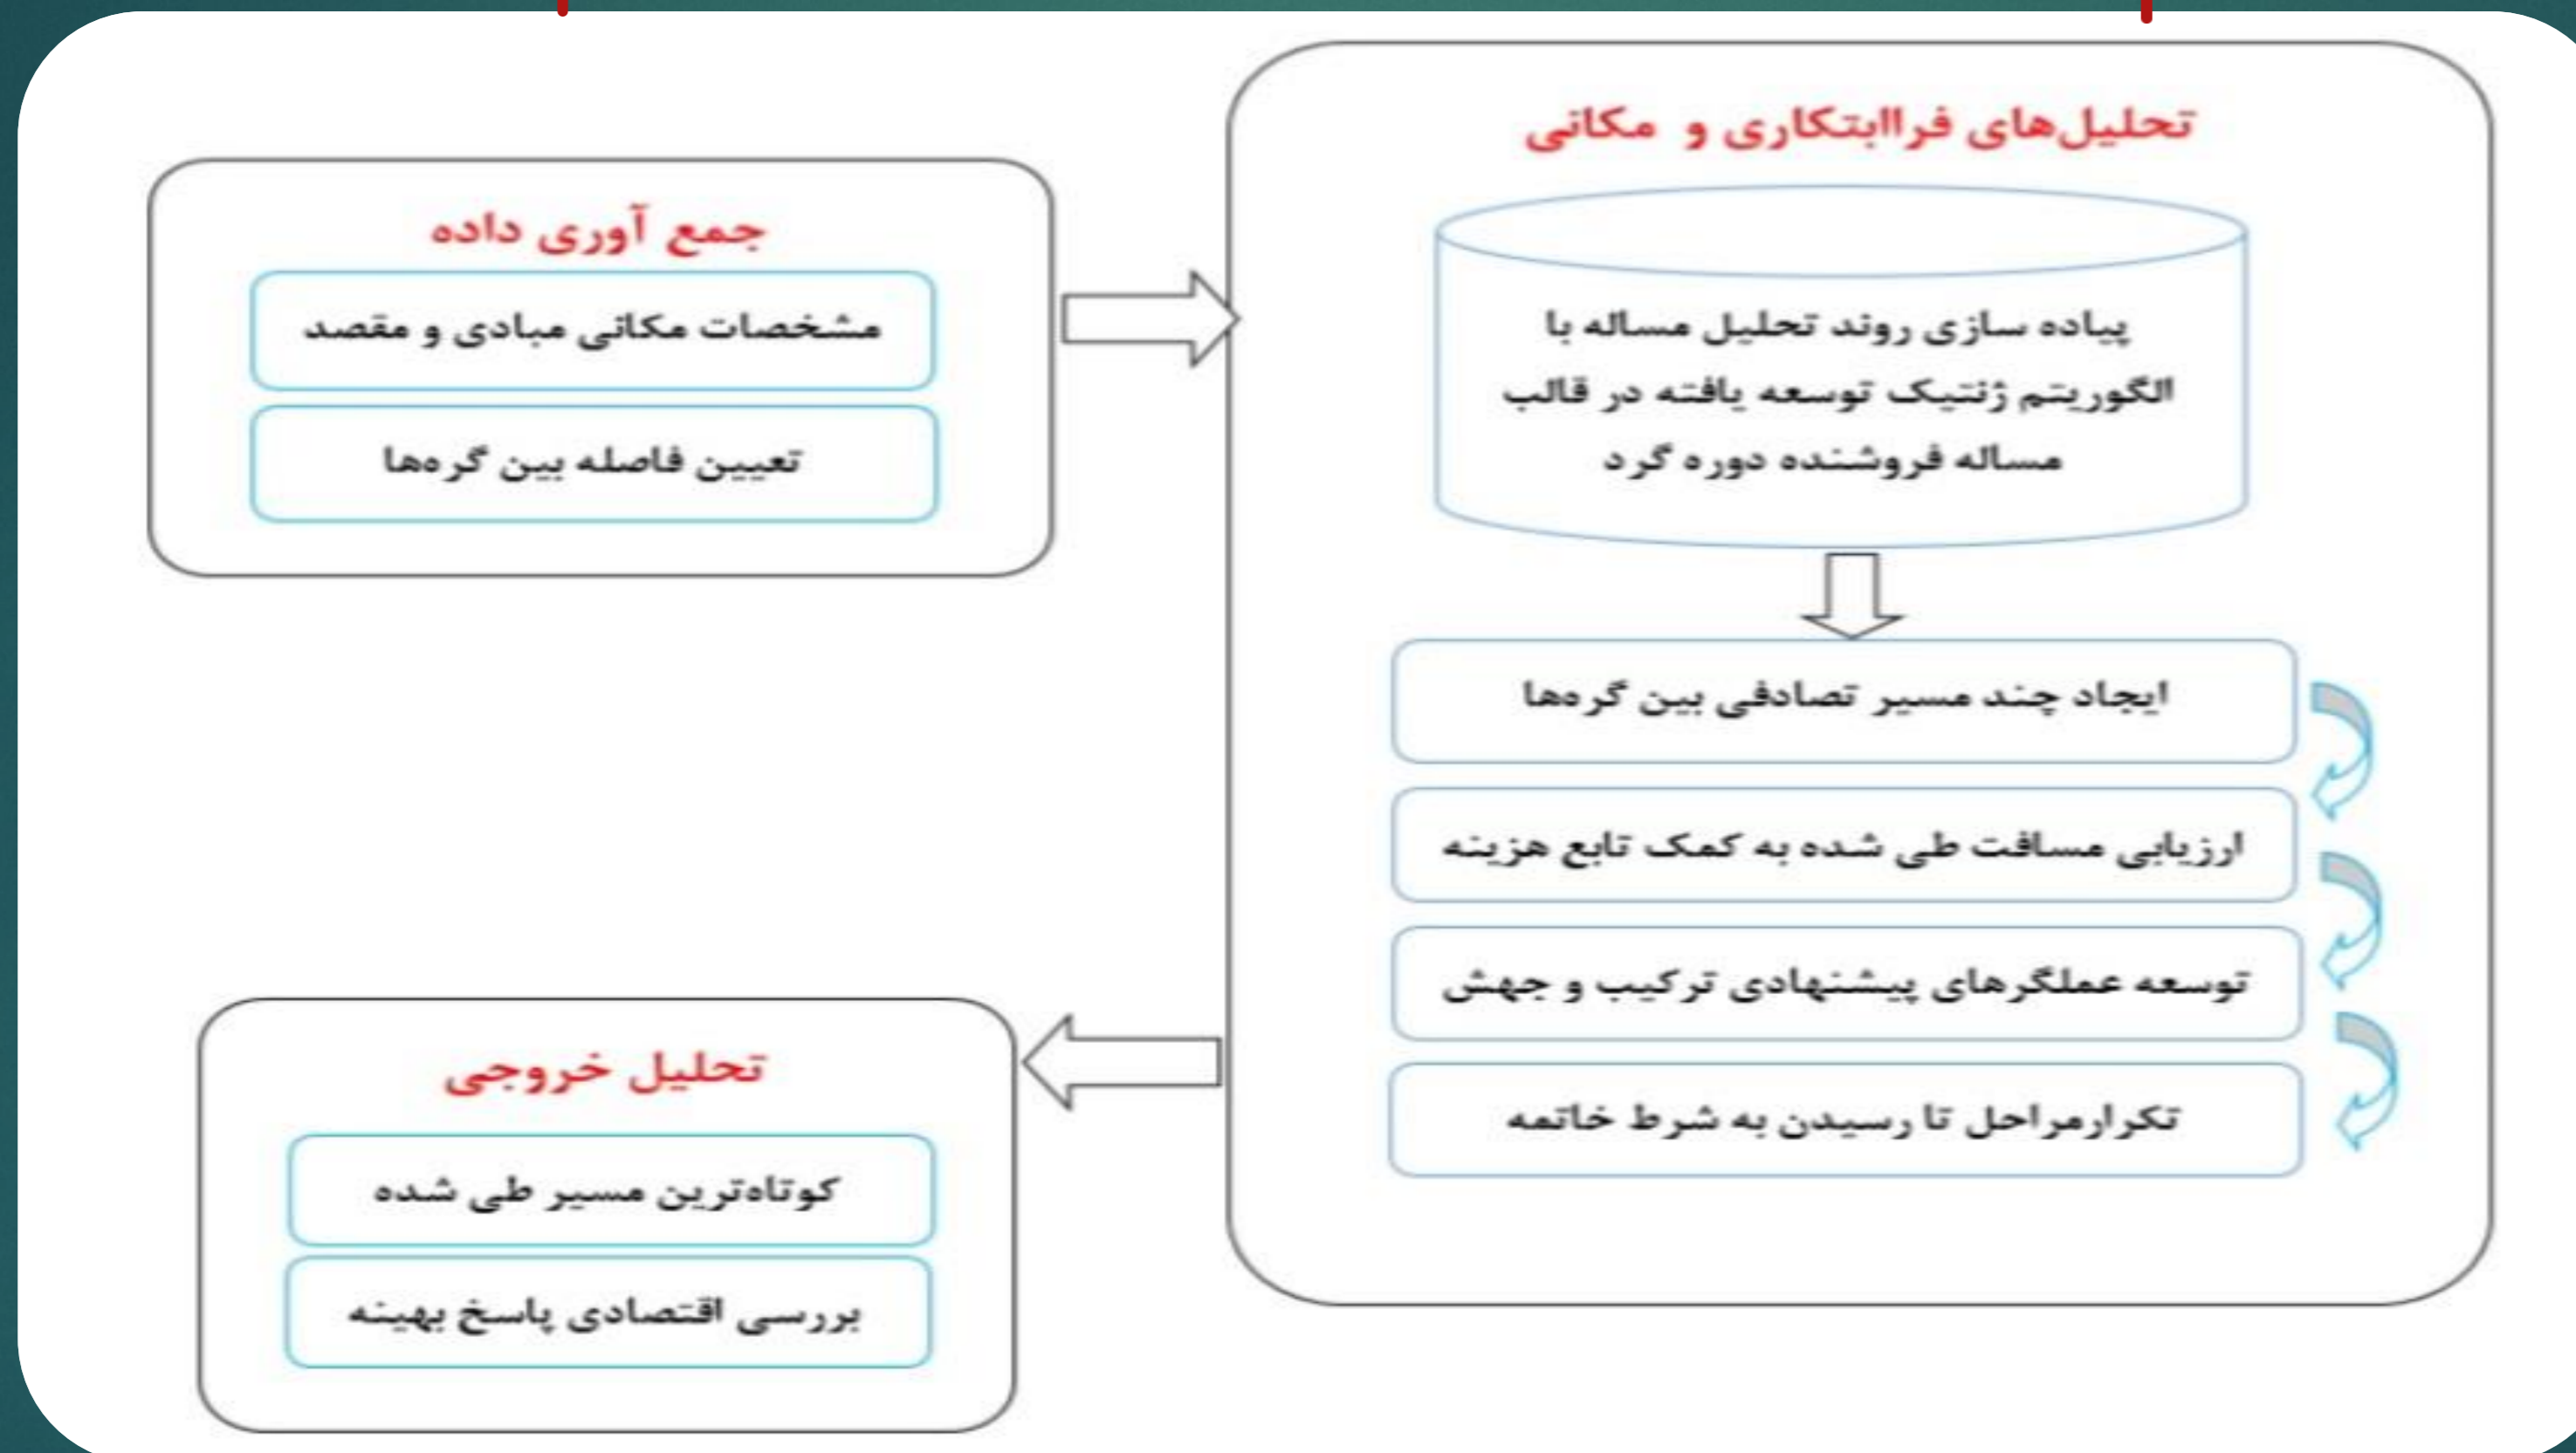 جمع آوری داده
مشخصات مکانی مبادی و مقصد
تعیین فاصله بین گره‌ها
تحلیل‌های فراابتکاری و مکانی
پیاده سازی روند تحلیل مساله با
الگوریتم ژنتیک توسعه یافته در قالب
مساله فروشنده دوره گرد
ایجاد چند مسیر تصادفی بین گره‌ها
ارزیابی مسافت طی شده به کمک تابع هزینه
توسعه عملگرهای پیشنهادی ترکیب و جهش
تکرارمراحل تا رسیدن به شرط خاتمه
تحلیل خروجی
کوتاه‌ترین مسیر طی شده
بررسی اقتصادی پاسخ بهینه